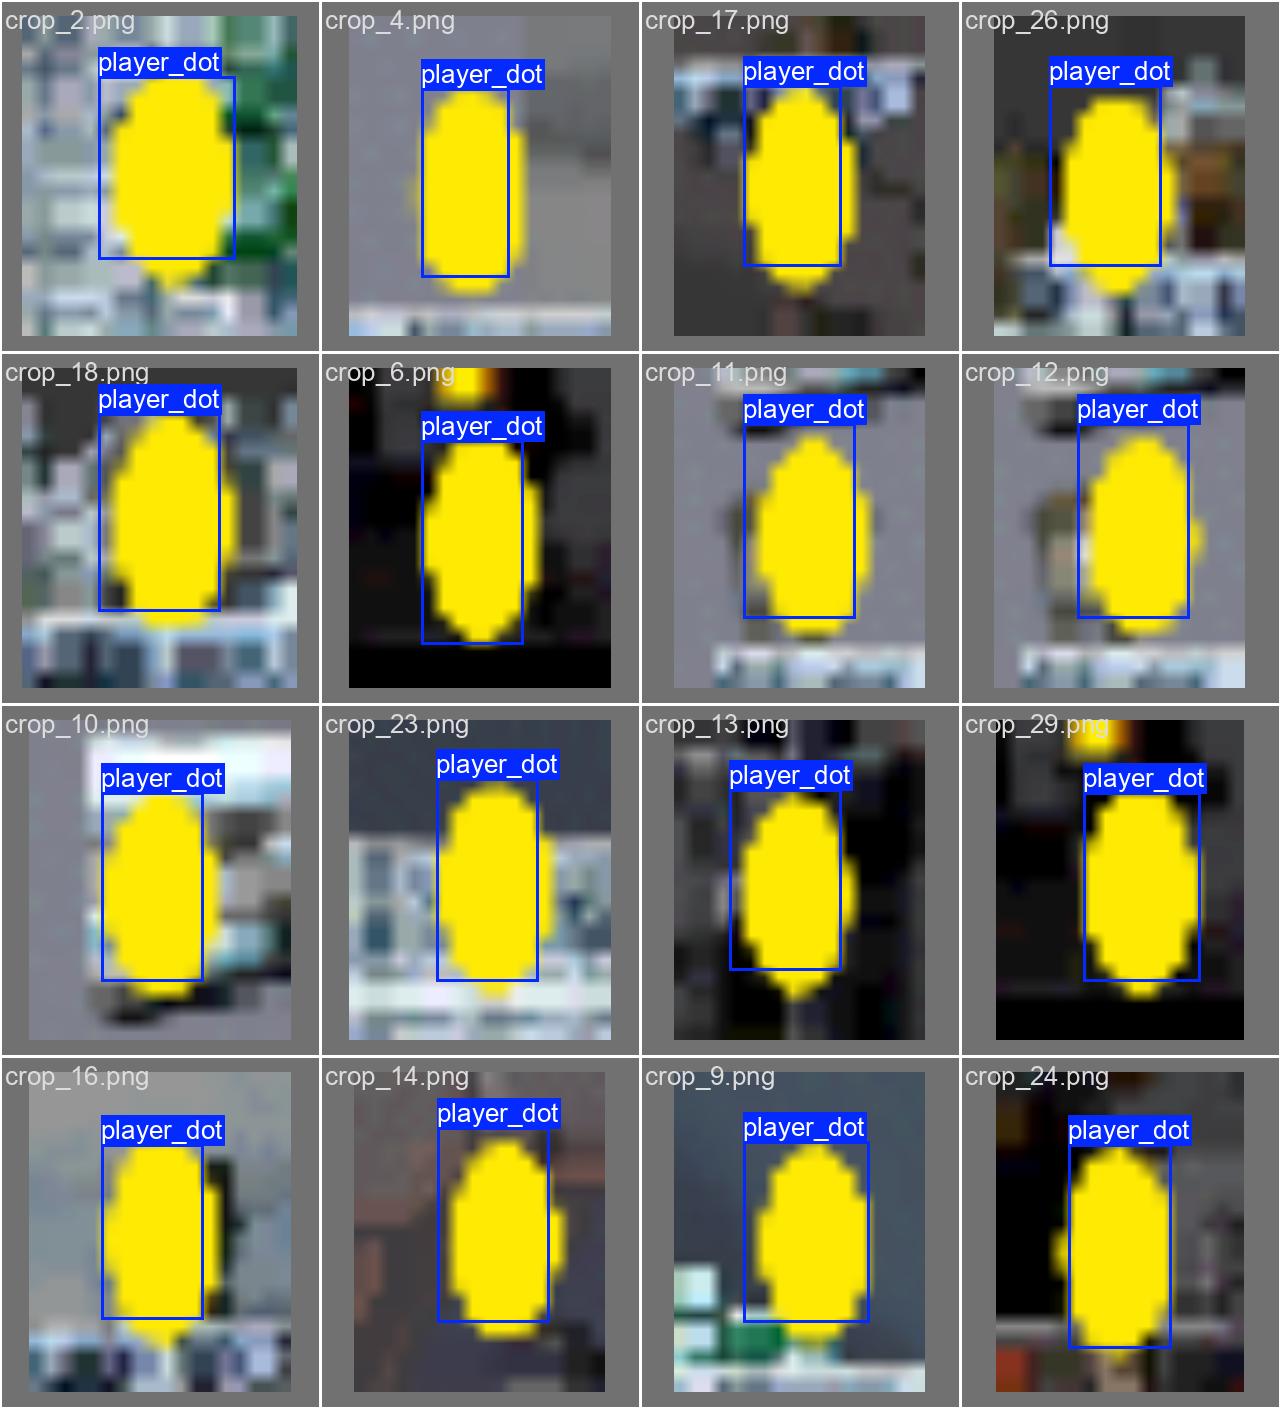 crop_2.png
player_dot
crop_4.png
player_dot
crop_17.png
player_dot
crop_26.png
player_dot
crop_18.png
player_dot
crop_6.png
player_dot
crop_11.png
player_dot
crop_12.png
player_dot
crop_10.png
player_dot
crop_23.png
player_dot
crop_13.png
player_dot
crop_29.png
player_dot
crop_16.png
player_dot
crop_14.png
player_dot
crop_9.png
player_dot
crop_24.png
player_dot